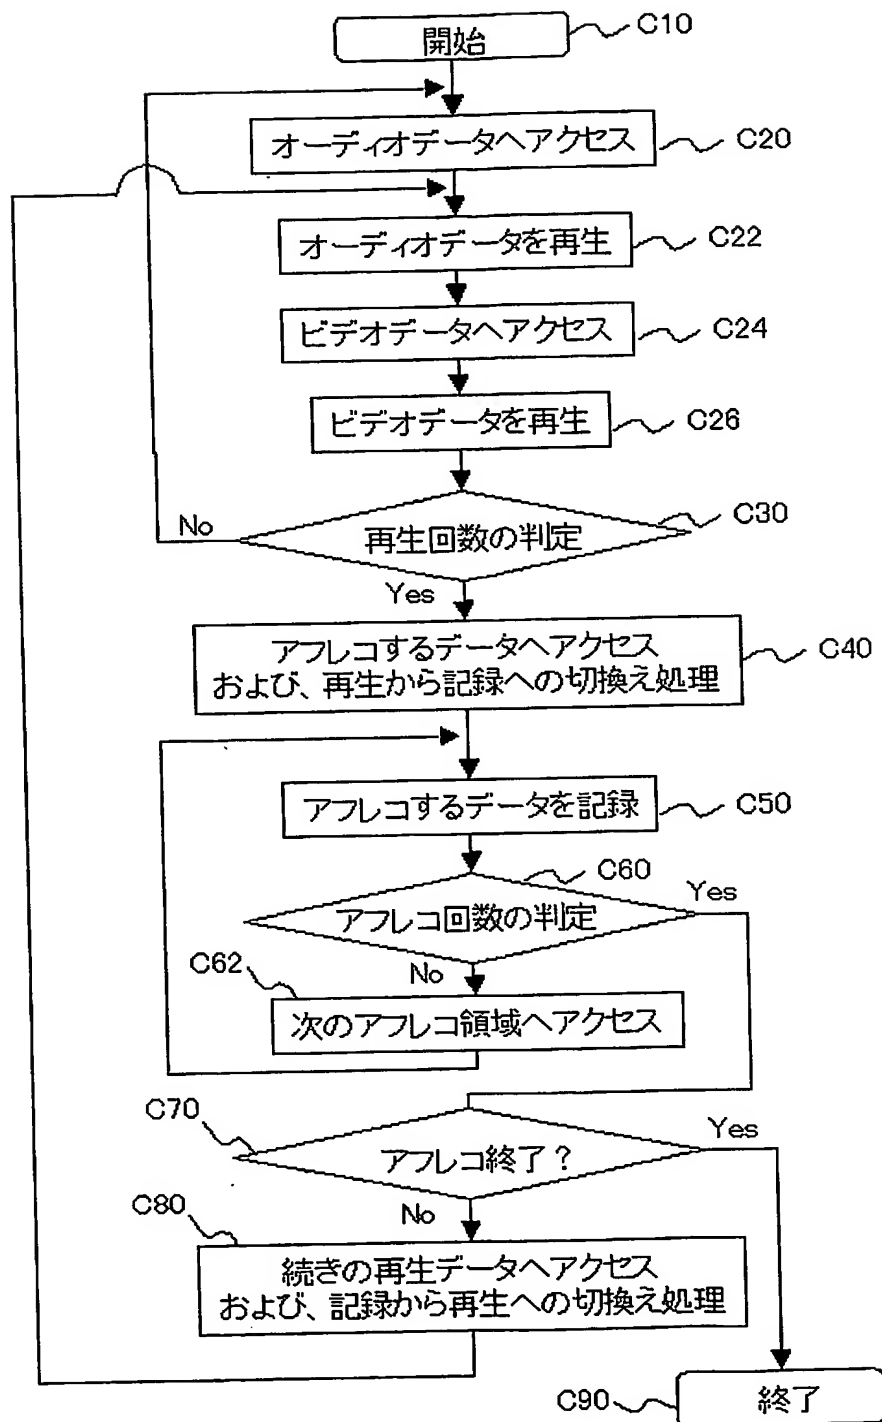 開始
C10
オーディオデータへアクセス
C20
オーディオデータを再生
C22
ビデオデータへアクセス
C24
ビデオデータを再生
C26
再生回数の判定
C30
No
Yes
アフレコするデータへアクセス
および、再生から記録への切換え処理
C40
アフレコするデータを記録
C50
アフレコ回数の判定
C60
Yes
No
C62
次のアフレコ領域へアクセス
C70
アフレコ終了？
Yes
No
C80
続きの再生データへアクセス
および、記録から再生への切換え処理
C90
終了